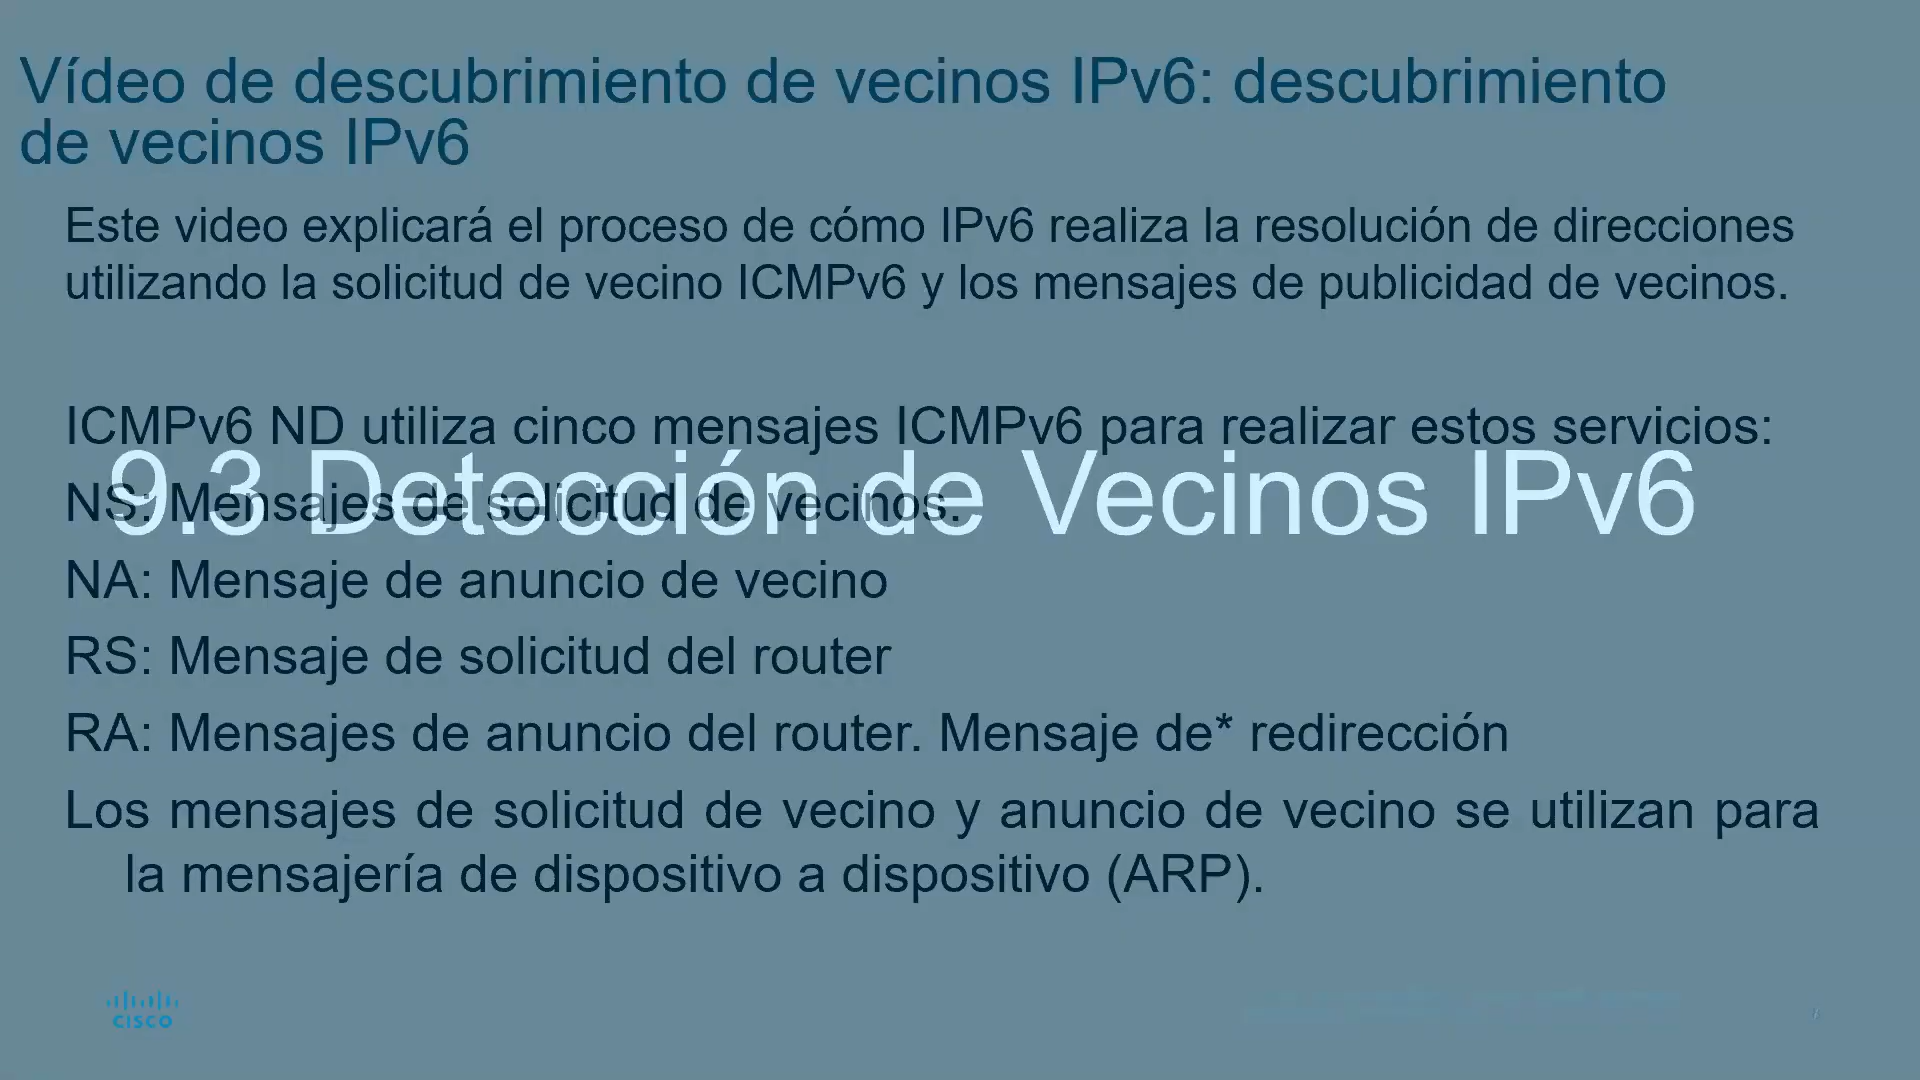 Vídeo de descubrimiento de vecinos IPv6: descubrimiento
de vecinos IPv6
Este video explicará el proceso de cómo IPv6 realiza la resolución de direcciones
utilizando la solicitud de vecino ICMPv6 y los mensajes de publicidad de vecinos.
ICMPv6 ND utiliza cinco mensajes ICMPv6 para realizar estos servicios:
9.3 Detección de Vecinos IPv6
NS: Mensajes de solicitud de vecinos.
NA: Mensaje de anuncio de vecino
RS: Mensaje de solicitud del router
RA: Mensajes de anuncio del router. Mensaje de* redirección
Los mensajes de solicitud de vecino y anuncio de vecino se utilizan para
la mensajería de dispositivo a dispositivo (ARP).
CISCO